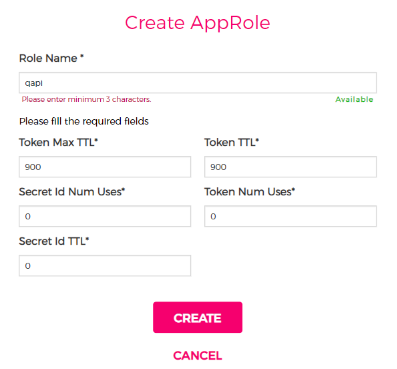 Create AppRole
Role Name *
qapi
Please enter minimum 3 characters. Available
Please fill the required fields
Token Max TTL* Token TTL*
900 900
Secret Id Num Uses* Token Num Uses*
0 0
Secret Id TTL*
0
CREATE
CANCEL